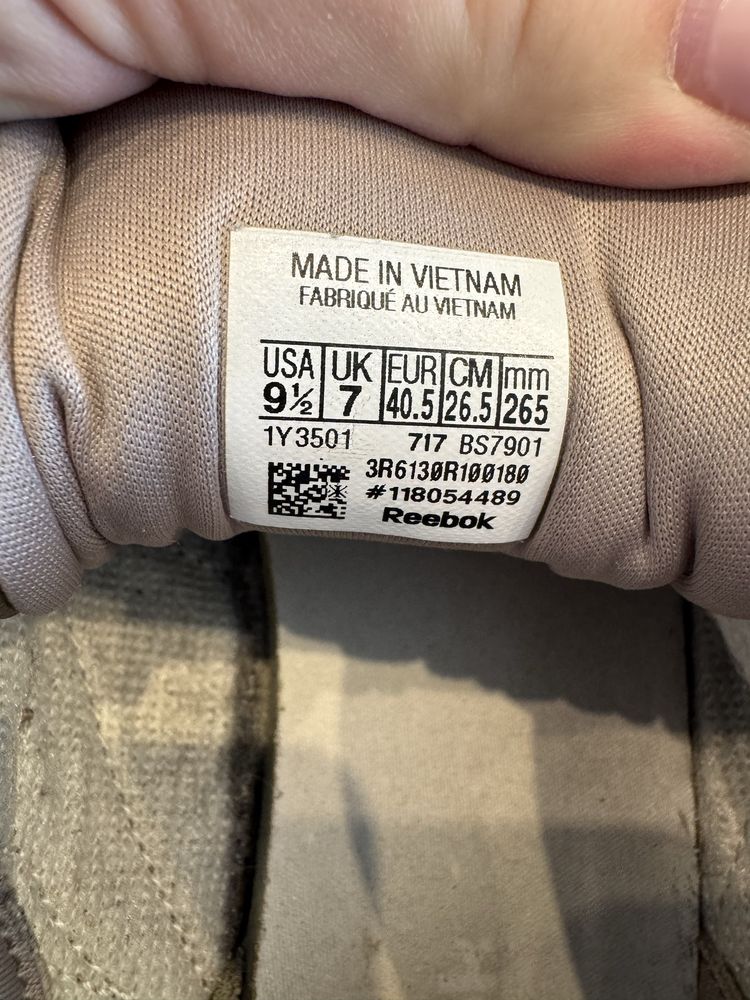 MADE IN VIETNAM
FABRIQUÉ AU VIETNAM
USA UK EUR CM mm
9½ 7 40.5 26.5 265
1Y3501 717 BS7901
3R6130R100180
#118054489
Reebok